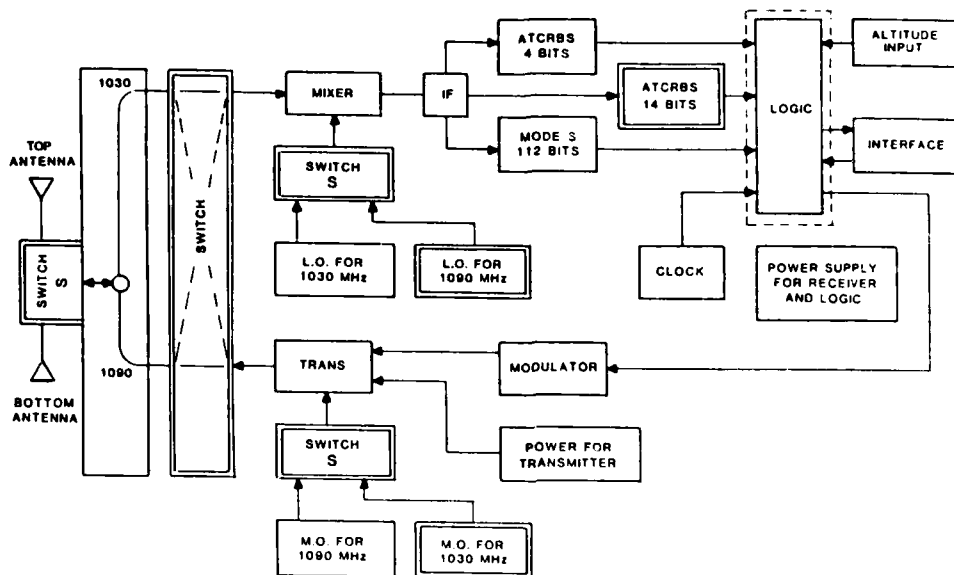 ATCRBS
4 BITS
ALTITUDE
INPUT
1030
MIXER
IF
ATCRBS
14 BITS
LOGIC
TOP
ANTENNA
MODE S
112 BITS
INTERFACE
SWITCH
S
SWITCH
SWITCH
S
L.O. FOR
1030 MHz
L.O. FOR
1090 MHz
CLOCK
POWER SUPPLY
FOR RECEIVER
AND LOGIC
1090
TRANS
MODULATOR
BOTTOM
ANTENNA
SWITCH
S
POWER FOR
TRANSMITTER
M.O. FOR
1090 MHz
M.O. FOR
1030 MHz